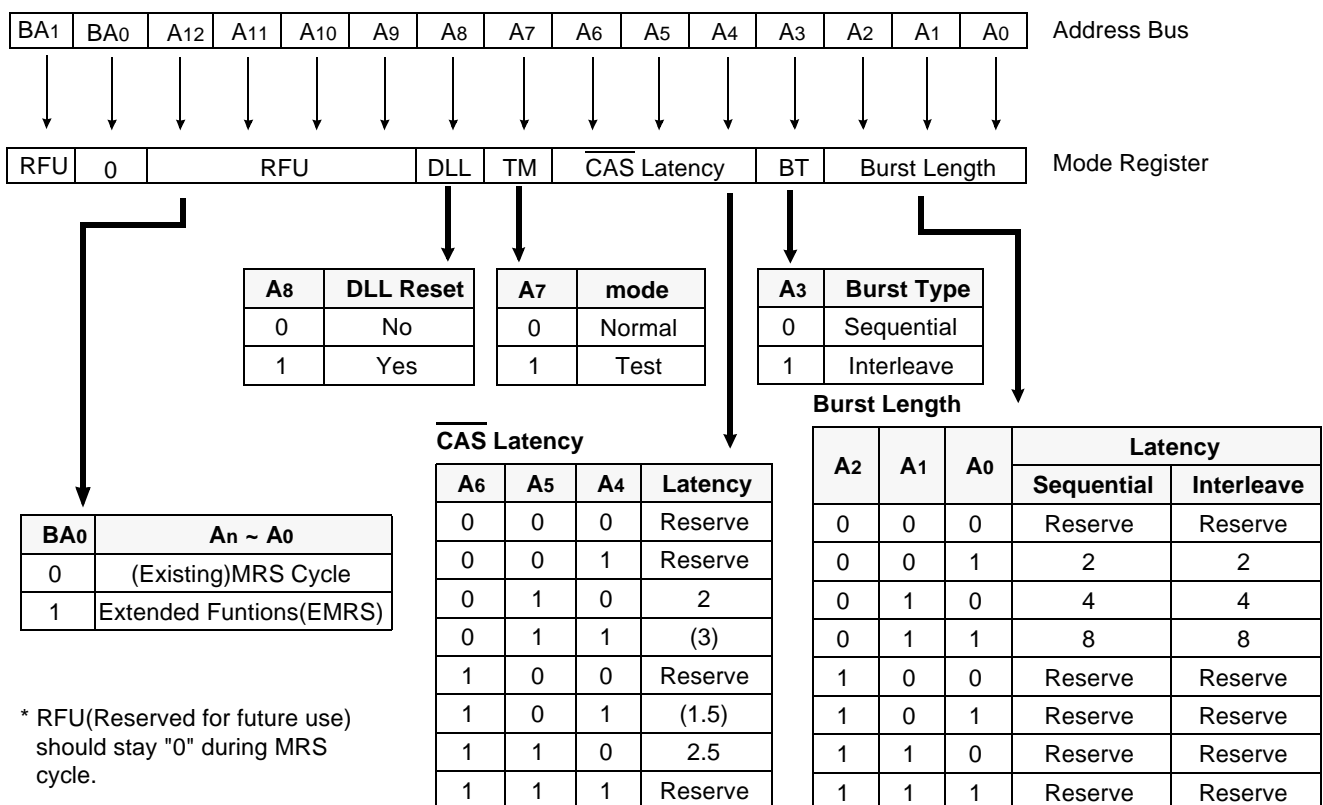 BA1 BA0 A12 A11 A10 A9 A8 A7 A6 A5 A4 A3 A2 A1 A0 Address Bus
RFU 0 RFU DLL TM CAS Latency BT Burst Length Mode Register
A8 DLL Reset
0 No
1 Yes
A7 mode
0 Normal
1 Test
A3 Burst Type
0 Sequential
1 Interleave
BA0 An ~ A0
0 (Existing)MRS Cycle
1 Extended Funtions(EMRS)
* RFU(Reserved for future use)
should stay "0" during MRS
cycle.
CAS Latency
A6 A5 A4 Latency
0 0 0 Reserve
0 0 1 Reserve
0 1 0 2
0 1 1 (3)
1 0 0 Reserve
1 0 1 (1.5)
1 1 0 2.5
1 1 1 Reserve
Burst Length
A2 A1 A0 Latency
Sequential Interleave
0 0 0 Reserve Reserve
0 0 1 2 2
0 1 0 4 4
0 1 1 8 8
1 0 0 Reserve Reserve
1 0 1 Reserve Reserve
1 1 0 Reserve Reserve
1 1 1 Reserve Reserve